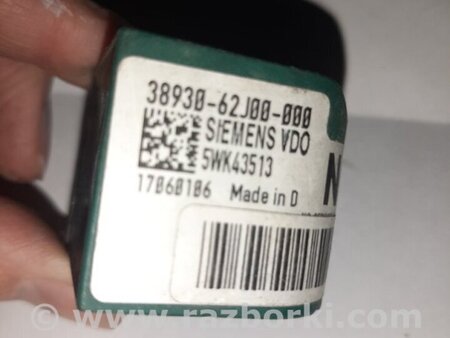 38930-62J00-000
SIEMENS VDO
5WK43513
17060106 Made in D
N
© www.razborki.com